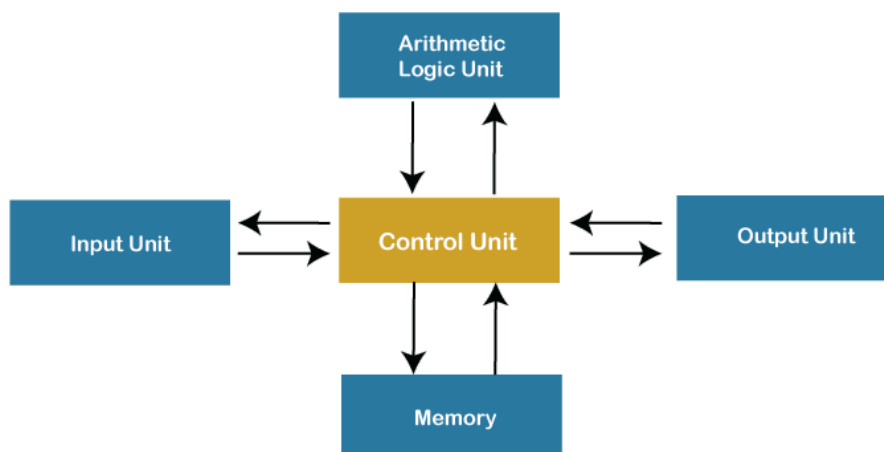 Arithmetic
Logic Unit
Input Unit
Control Unit
Output Unit
Memory